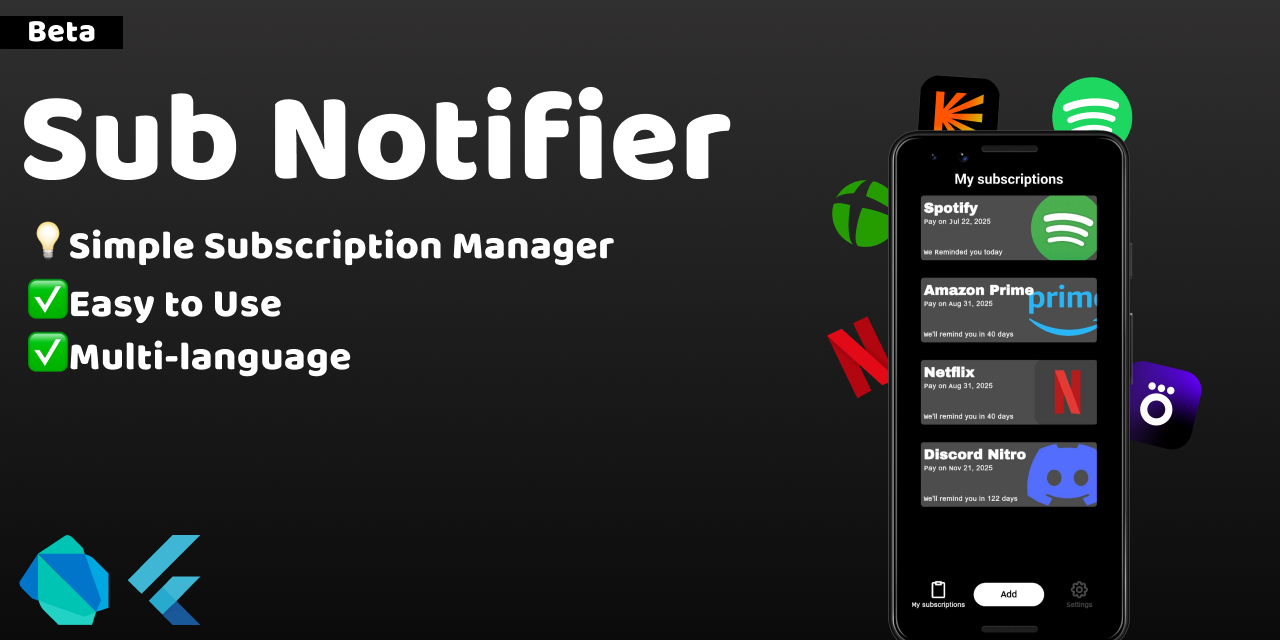 Beta
Sub Notifier
💡Simple Subscription Manager
✅Easy to Use
✅Multi-language
My subscriptions
Spotify
Pay on Jul 22, 2025
We Reminded you today
Amazon Prime
Pay on Aug 31, 2025
We'll remind you in 40 days
prime
Netflix
Pay on Aug 31, 2025
We'll remind you in 40 days
Discord Nitro
Pay on Nov 21, 2025
We'll remind you in 122 days
My subscriptions
Add
Settings